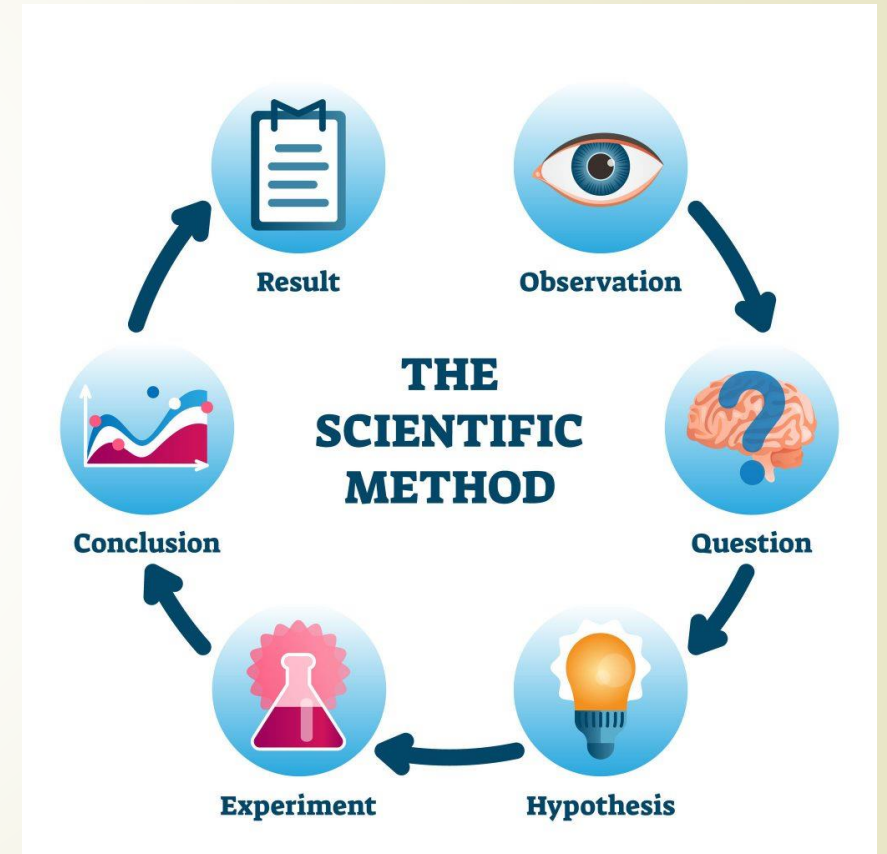 Result
Observation
THE
SCIENTIFIC
METHOD
Conclusion
Question
Experiment
Hypothesis